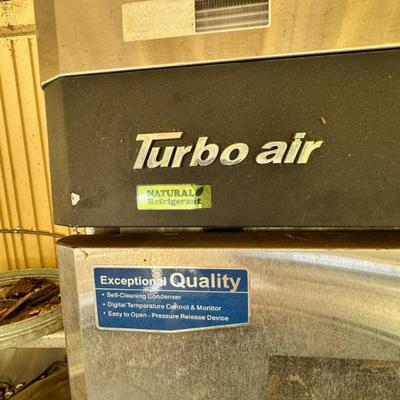 Turbo air
NATURAL
Refrigerant
Exceptional Quality
• Self-Cleaning Condenser
• Digital Temperature Control & Monitor
• Easy to Open - Pressure Release Device